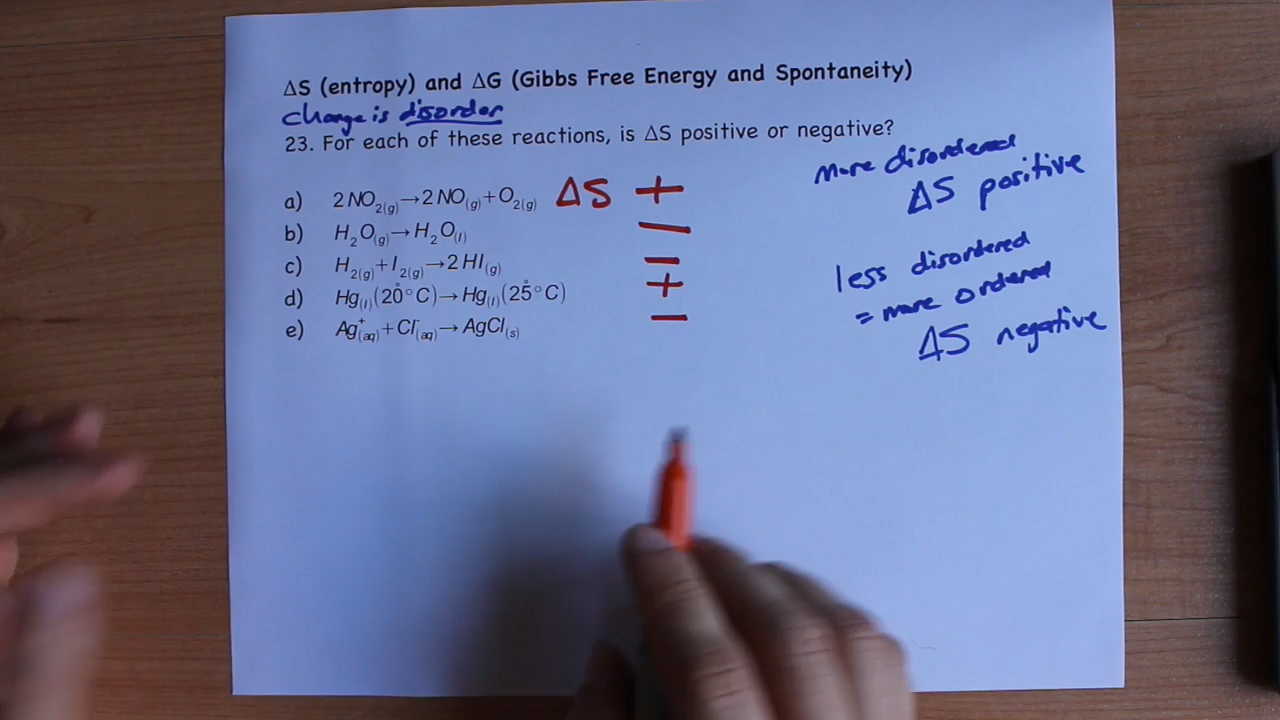 ΔS (entropy) and ΔG (Gibbs Free Energy and Spontaneity)
change is disorder
23. For each of these reactions, is ΔS positive or negative?
a) 2NO₂(g)→2NO(g)+O₂(g) ΔS +
b) H₂O(g)→H₂O(l) −
c) H₂(g)+I₂(g)→2HI(g) −
d) Hg(l)(20°C)→Hg(l)(25°C) +
e) Ag⁺(aq)+Cl⁻(aq)→AgCl(s) −
more disordered
ΔS positive
less disordered
= more ordered
ΔS negative